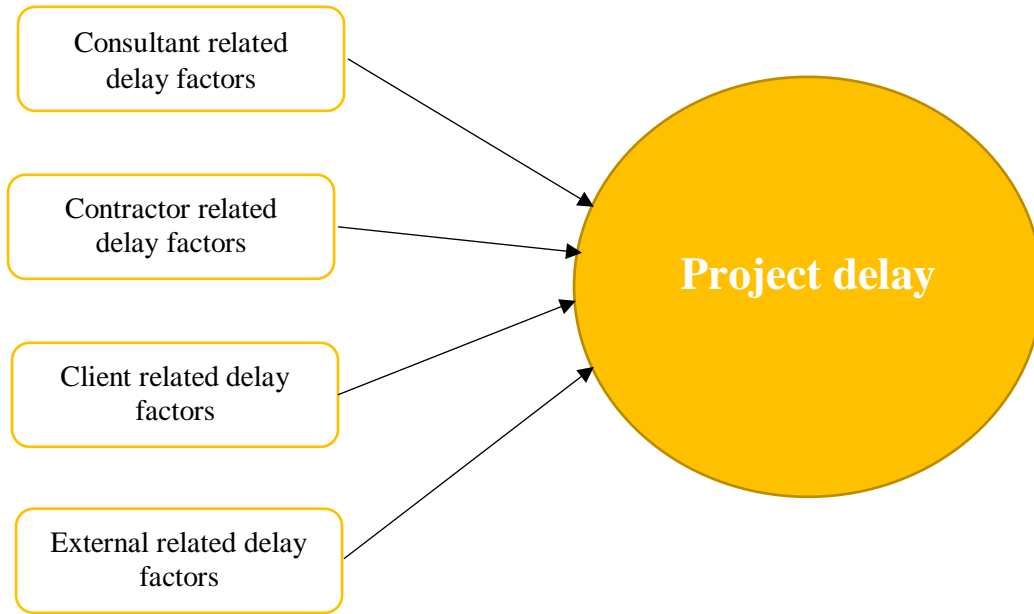 Consultant related
delay factors
Contractor related
delay factors
Project delay
Client related delay
factors
External related delay
factors